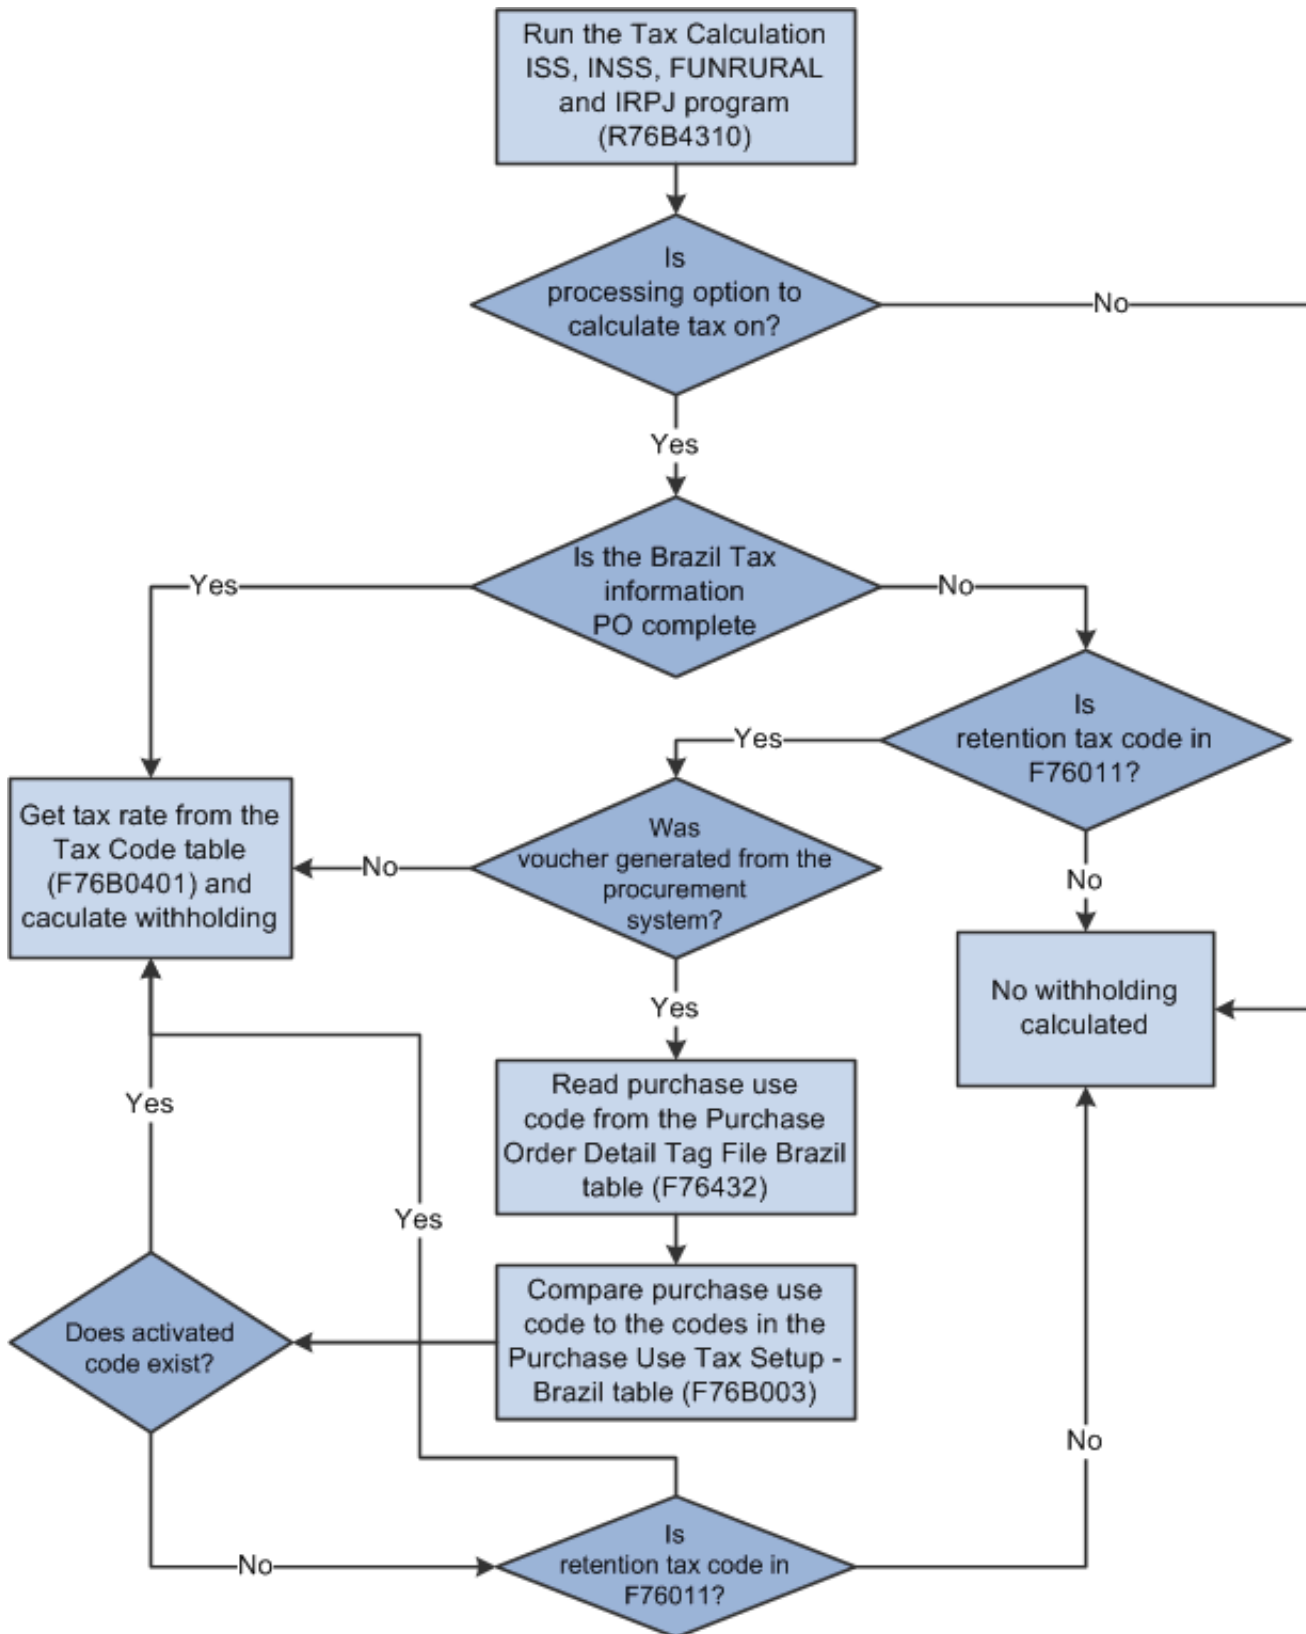 Run the Tax Calculation
ISS, INSS, FUNRURAL
and IRPJ program
(R76B4310)
Is
processing option to
calculate tax on?
No
Yes
Is the Brazil Tax
information
PO complete
Yes
No
Is
retention tax code in
F76011?
Yes
No
Was
voucher generated from the
procurement
system?
No
Yes
Get tax rate from the
Tax Code table
(F76B0401) and
caculate withholding
No withholding
calculated
Read purchase use
code from the Purchase
Order Detail Tag File Brazil
table (F76432)
Compare purchase use
code to the codes in the
Purchase Use Tax Setup -
Brazil table (F76B003)
Does activated
code exist?
Yes
No
Is
retention tax code in
F76011?
Yes
No